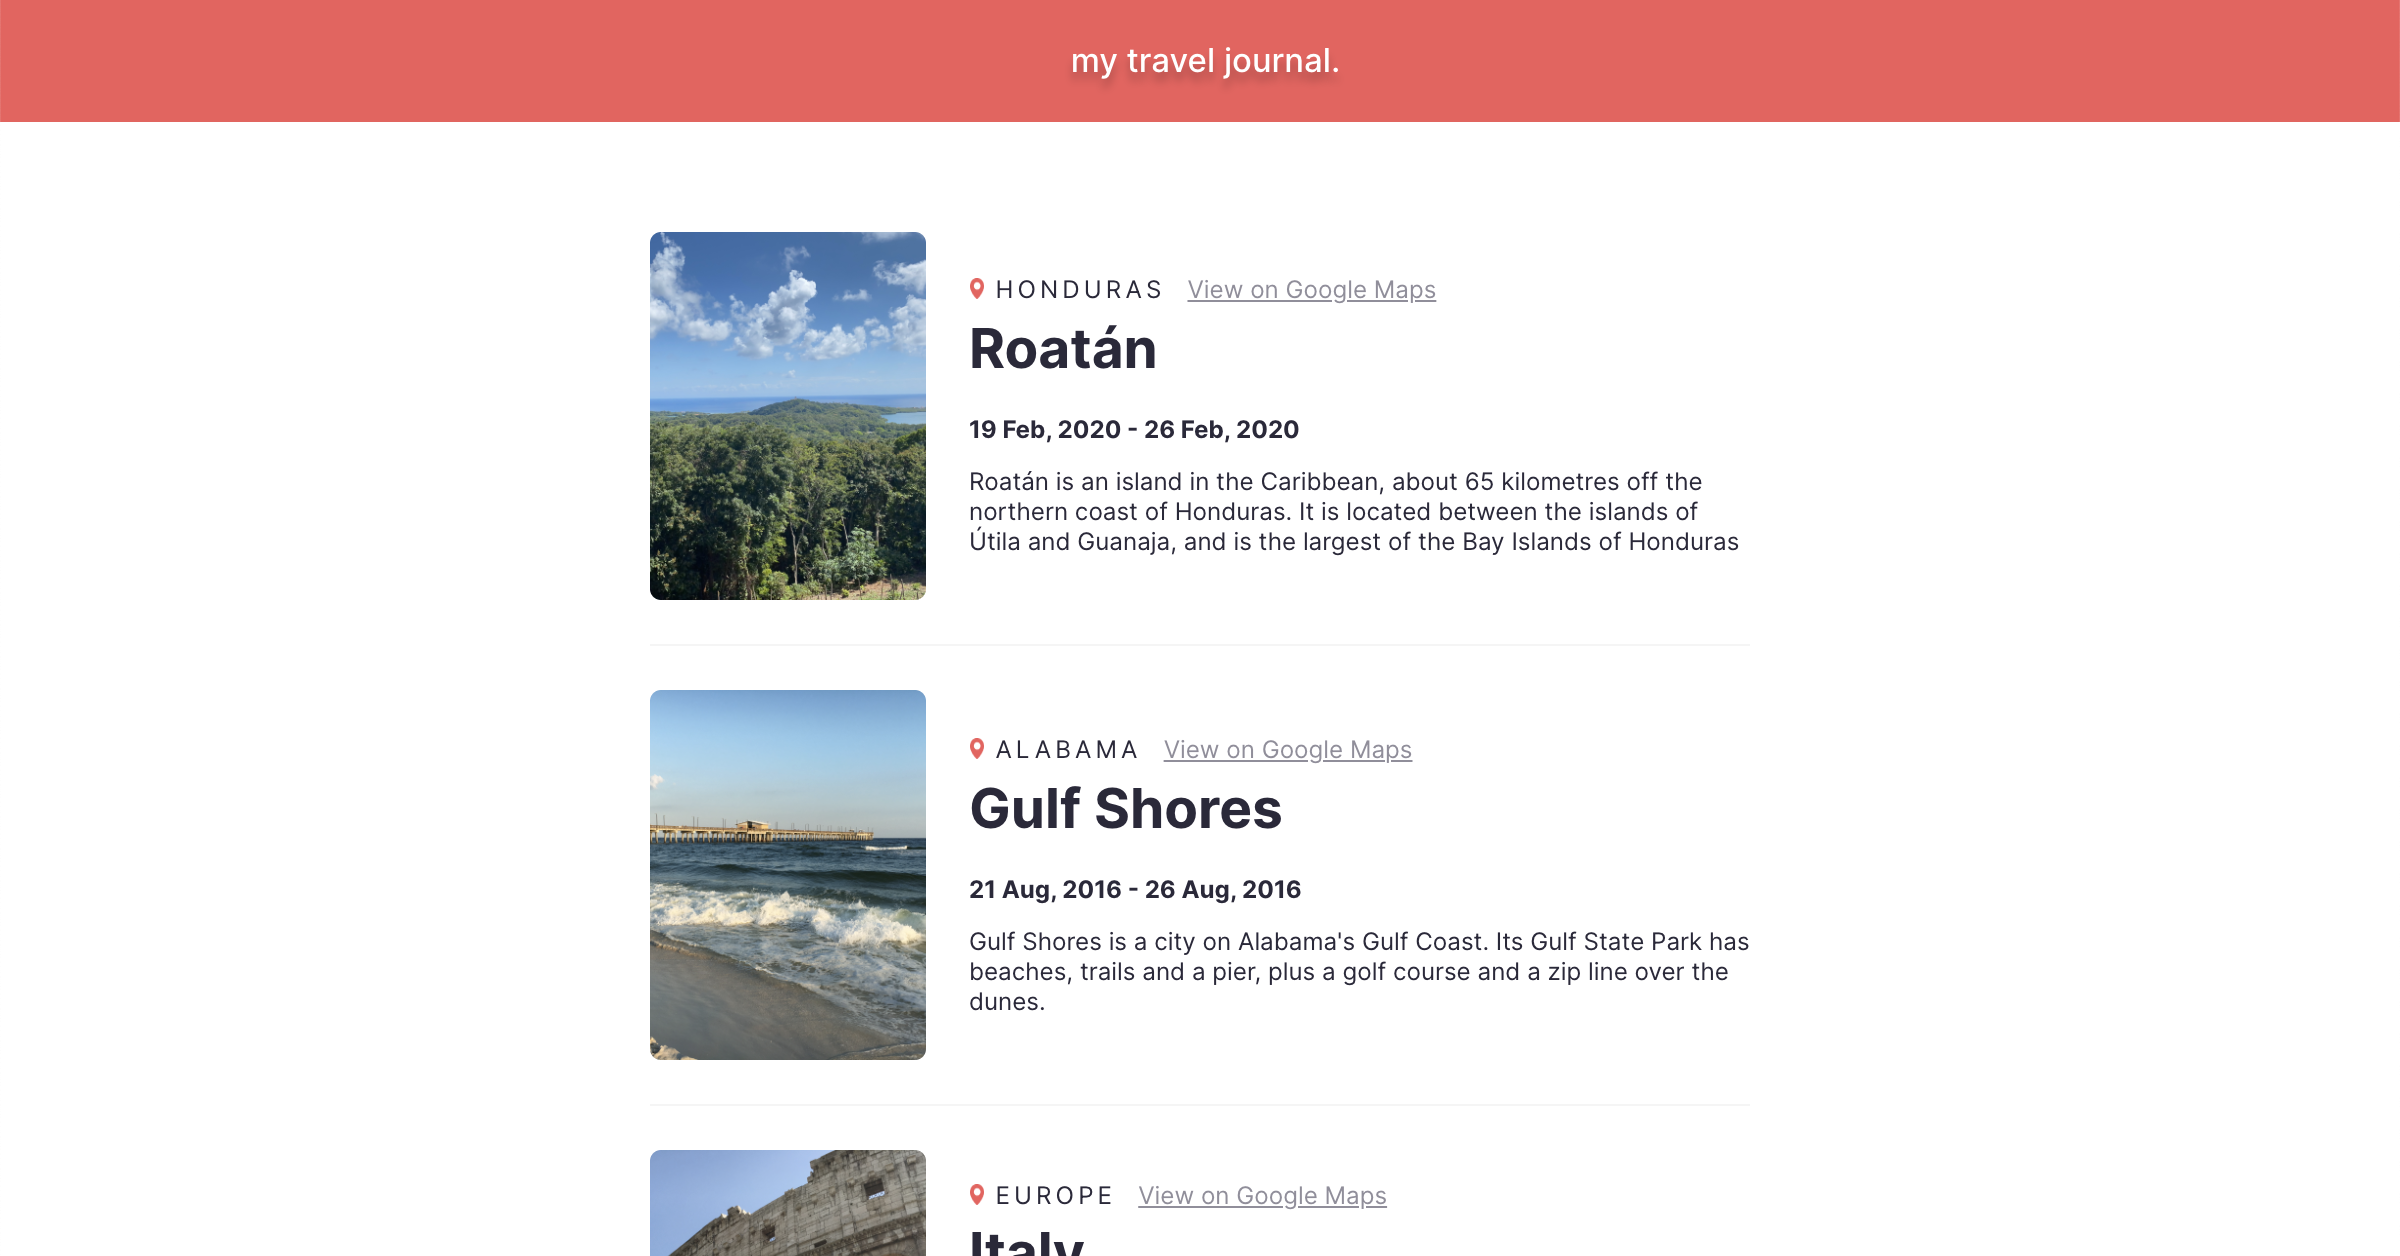 my travel journal.
HONDURAS View on Google Maps
Roatán
19 Feb, 2020 - 26 Feb, 2020
Roatán is an island in the Caribbean, about 65 kilometres off the
northern coast of Honduras. It is located between the islands of
Útila and Guanaja, and is the largest of the Bay Islands of Honduras
ALABAMA View on Google Maps
Gulf Shores
21 Aug, 2016 - 26 Aug, 2016
Gulf Shores is a city on Alabama's Gulf Coast. Its Gulf State Park has
beaches, trails and a pier, plus a golf course and a zip line over the
dunes.
EUROPE View on Google Maps
Italy